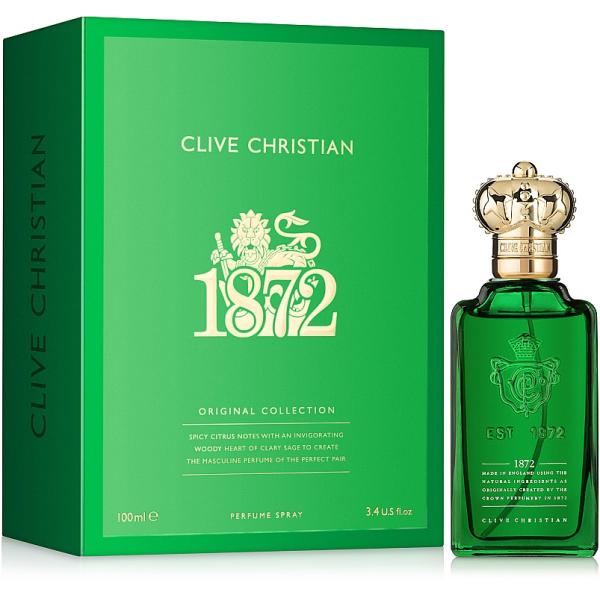 CLIVE CHRISTIAN
CLIVE CHRISTIAN
1872
ORIGINAL COLLECTION
SPICY CITRUS NOTES WITH AN INVIGORATING
WOODY HEART OF CLARY SAGE TO CREATE
THE MASCULINE PERFUME OF THE PERFECT PAIR
100ml ℮
PERFUME SPRAY
3.4 U.S fl.oz
CLIVE CHRISTIAN
EST 1872
1872
MADE IN ENGLAND USING THE
NATURAL INGREDIENTS AS
ORIGINALLY CREATED BY THE
CROWN PERFUMERY IN 1872
CLIVE CHRISTIAN